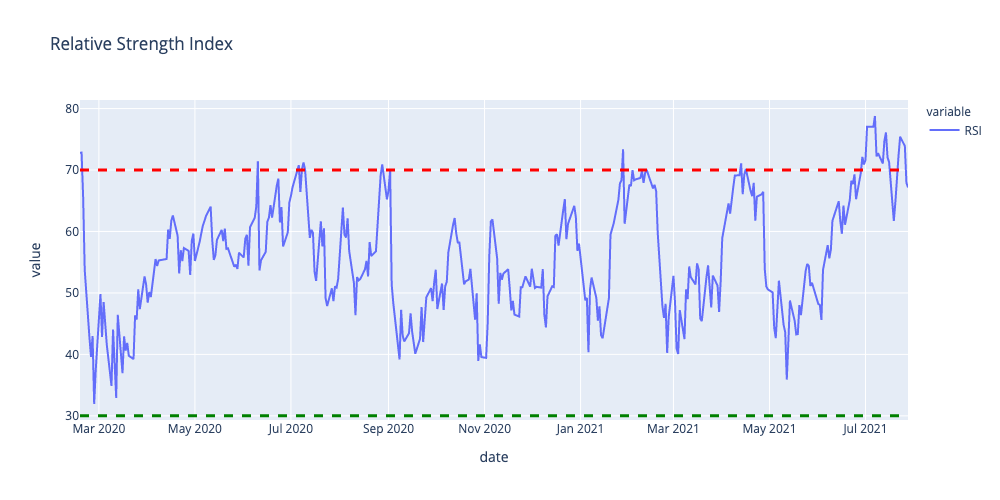 Relative Strength Index
variable
RSI
80
70
60
50
40
30
value
Mar 2020
May 2020
Jul 2020
Sep 2020
Nov 2020
Jan 2021
Mar 2021
May 2021
Jul 2021
date